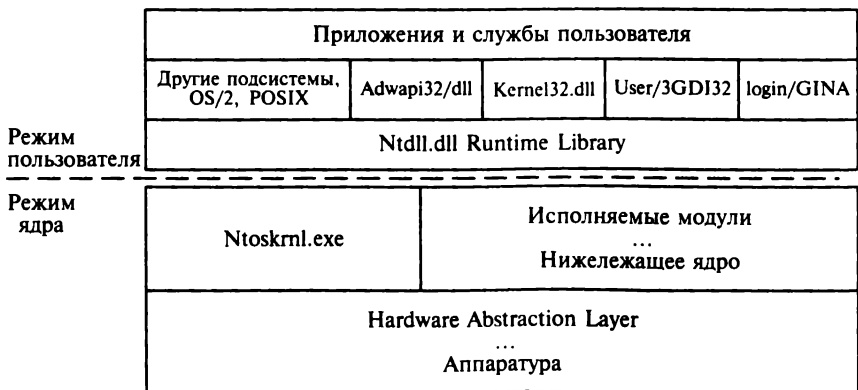 Приложения и службы пользователя
Другие подсистемы,
OS/2, POSIX
Adwapi32/dll
Kernel32.dll
User/3GDI32
login/GINA
Режим
пользователя
Ntdll.dll Runtime Library
Режим
ядра
Ntoskrnl.exe
Исполняемые модули
...
Нижележащее ядро
Hardware Abstraction Layer
...
Аппаратура